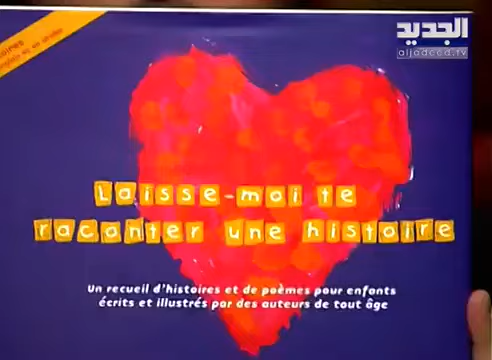 الجديد
aljadeed.tv
Laisse-moi te
raconter une histoire
Un recueil d'histoires et de poèmes pour enfants
écrits et illustrés par des auteurs de tout âge